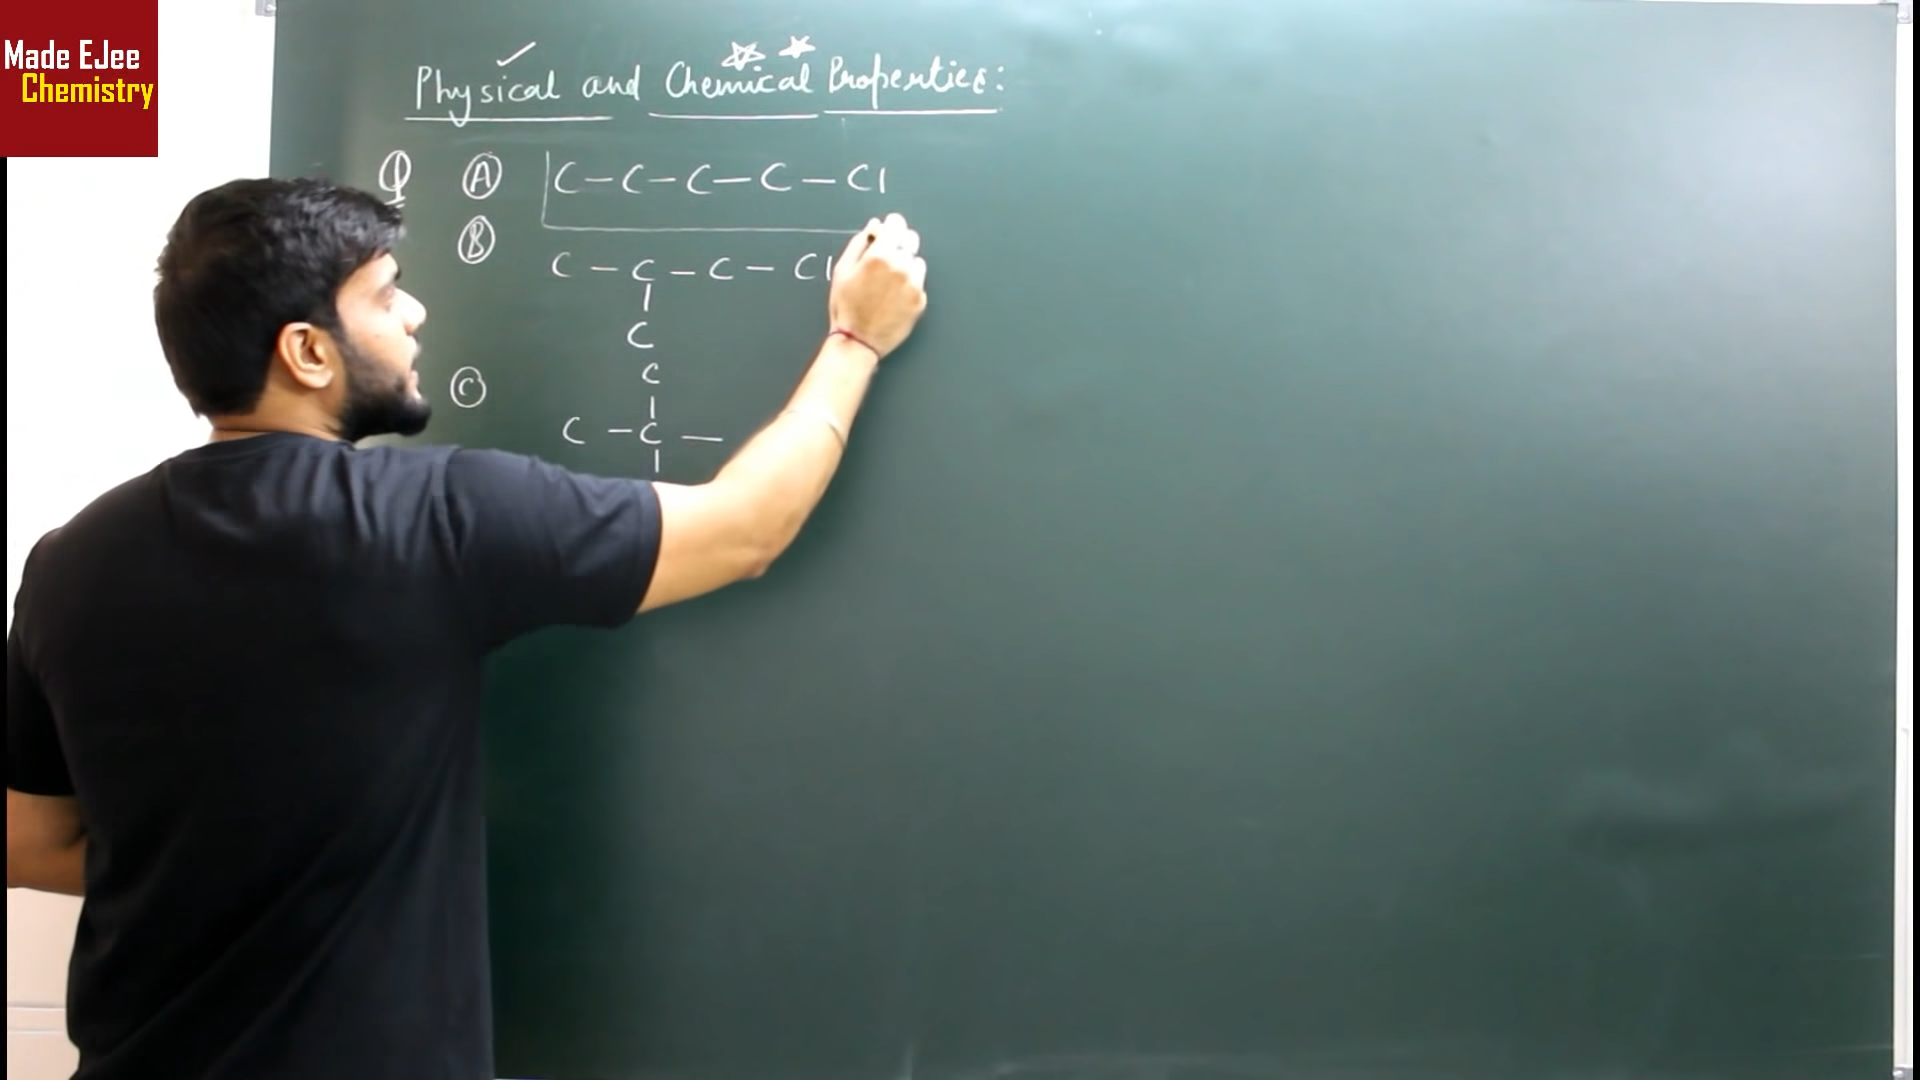 Made EJee
Chemistry
Physical and Chemical Properties:
Q A C-C-C-C-Cl
B C-C-C-Cl
C
C
C
C-C-